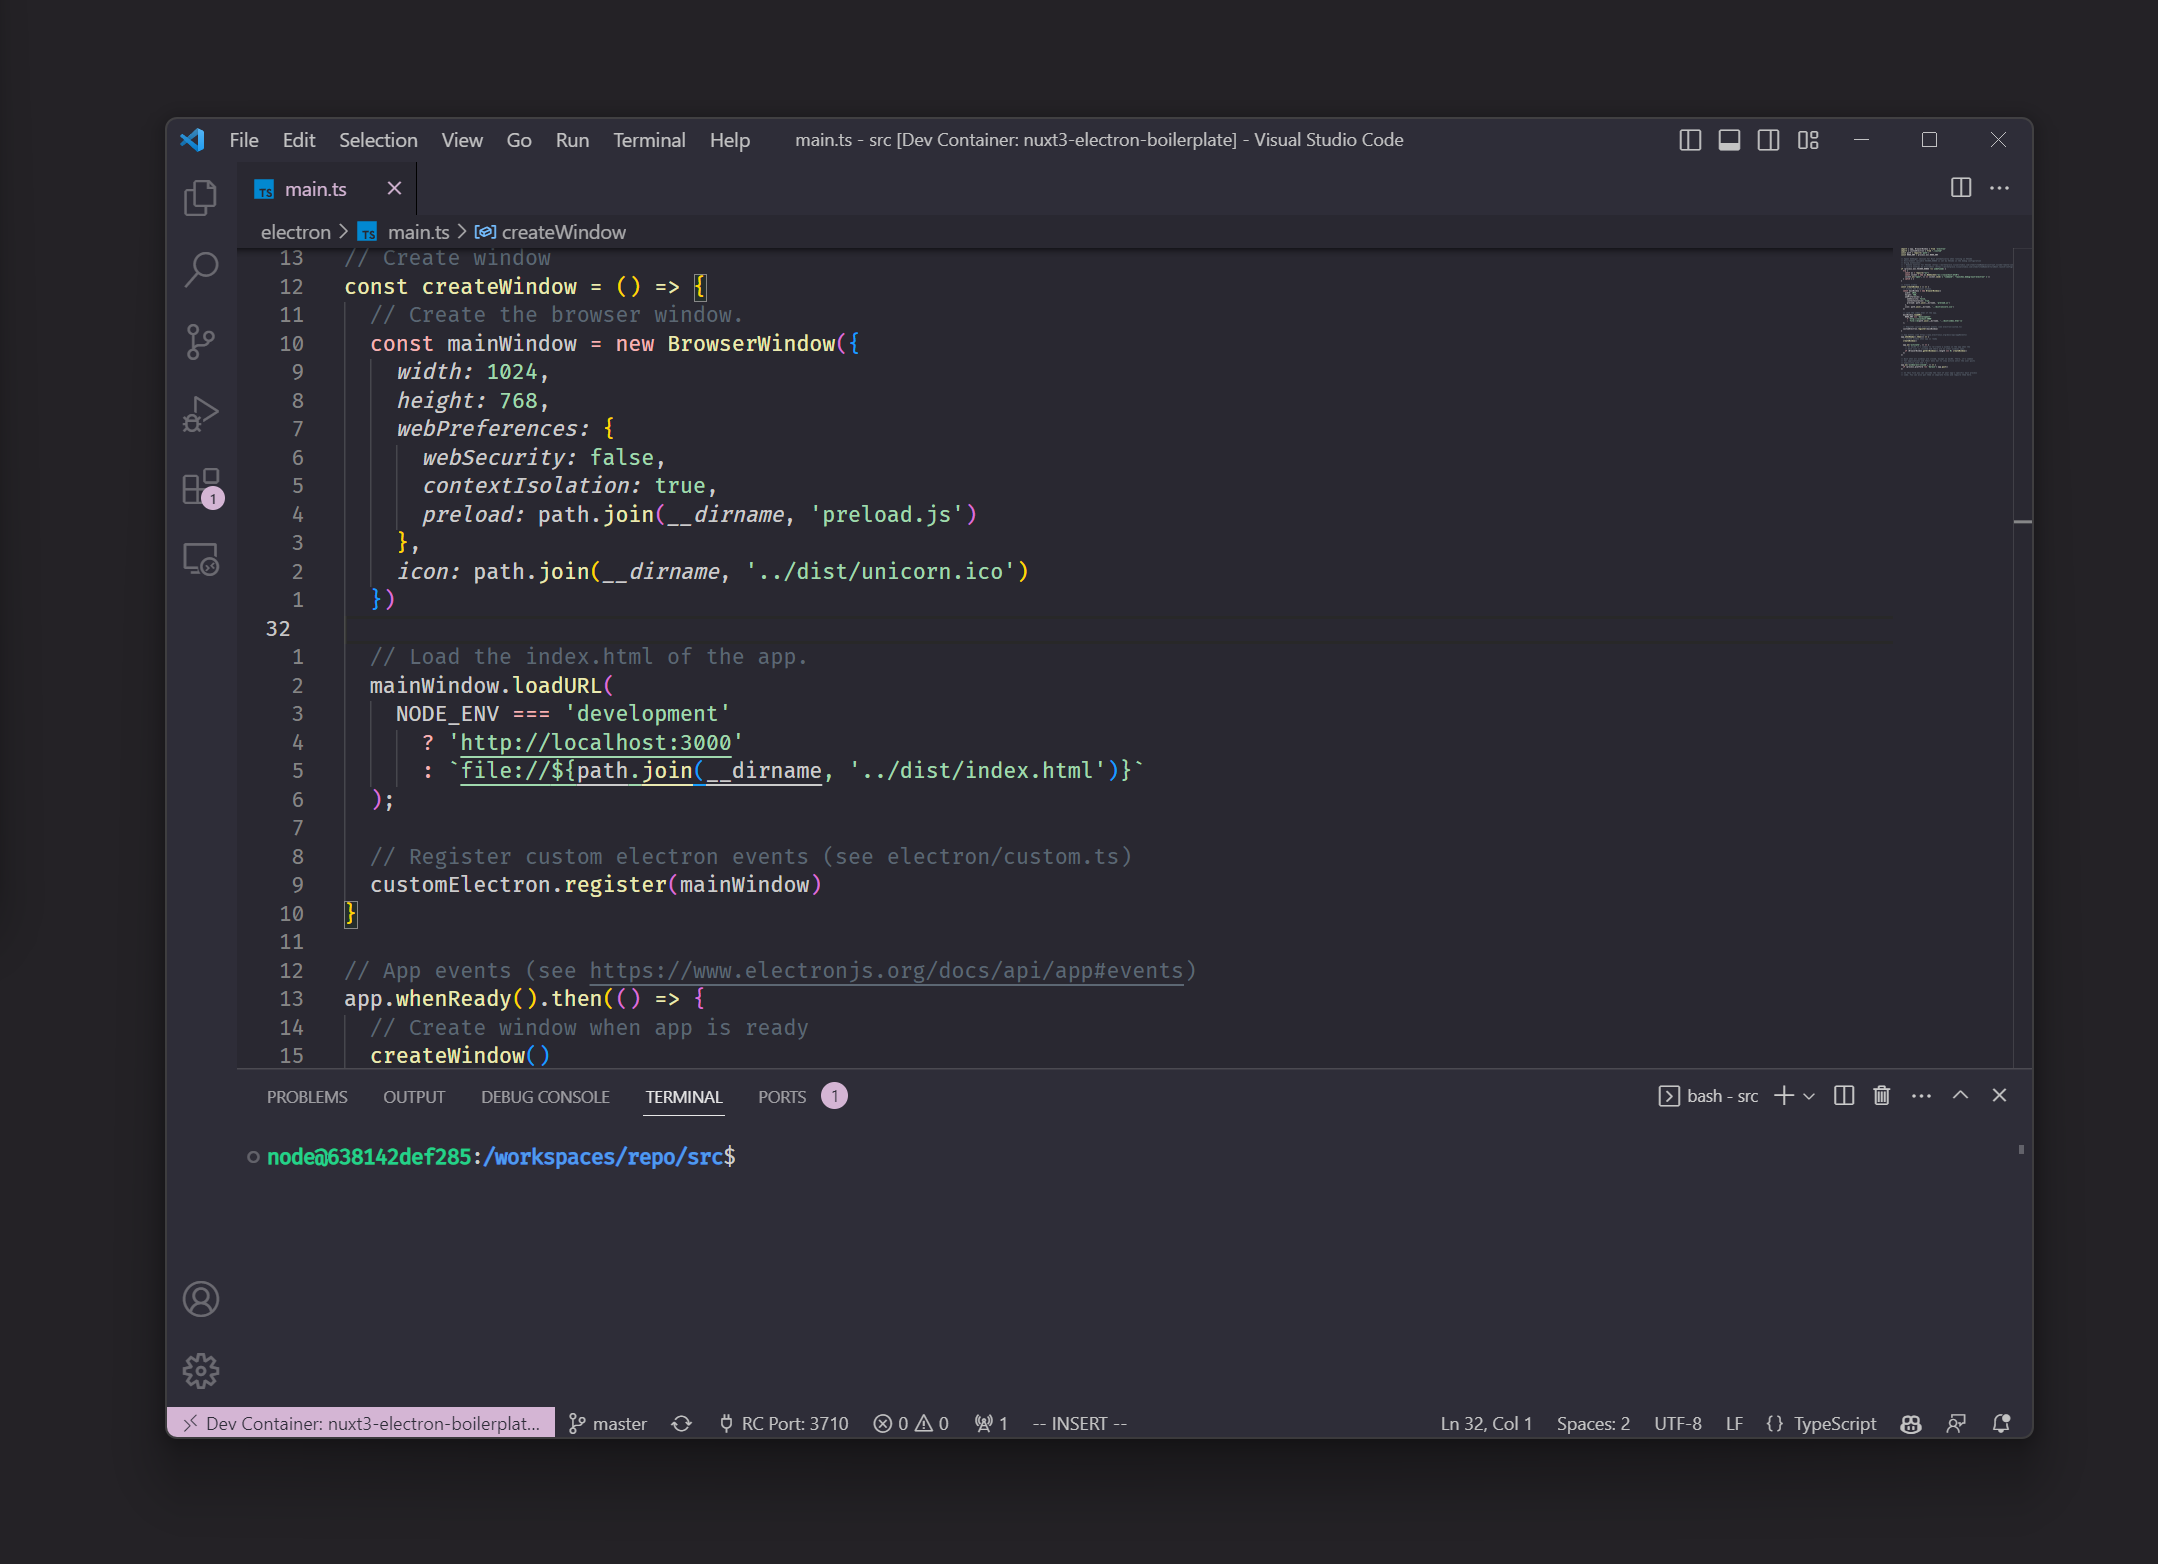 File Edit Selection View Go Run Terminal Help main.ts - src [Dev Container: nuxt3-electron-boilerplate] - Visual Studio Code
TS main.ts
electron > TS main.ts > createWindow
13 // Create window
12 const createWindow = () => {
11 // Create the browser window.
10 const mainWindow = new BrowserWindow({
9 width: 1024,
8 height: 768,
7 webPreferences: {
6 webSecurity: false,
5 contextIsolation: true,
4 preload: path.join(__dirname, 'preload.js')
3 },
2 icon: path.join(__dirname, '../dist/unicorn.ico')
1 })
32
1 // Load the index.html of the app.
2 mainWindow.loadURL(
3 NODE_ENV === 'development'
4 ? 'http://localhost:3000'
5 : `file://${path.join(__dirname, '../dist/index.html')}`
6 );
7
8 // Register custom electron events (see electron/custom.ts)
9 customElectron.register(mainWindow)
10 }
11
12 // App events (see https://www.electronjs.org/docs/api/app#events)
13 app.whenReady().then(() => {
14 // Create window when app is ready
15 createWindow()
1
PROBLEMS OUTPUT DEBUG CONSOLE TERMINAL PORTS 1 bash - src
node@638142def285:/workspaces/repo/src$
Dev Container: nuxt3-electron-boilerplat... master RC Port: 3710 0 0 1 -- INSERT -- Ln 32, Col 1 Spaces: 2 UTF-8 LF {} TypeScript